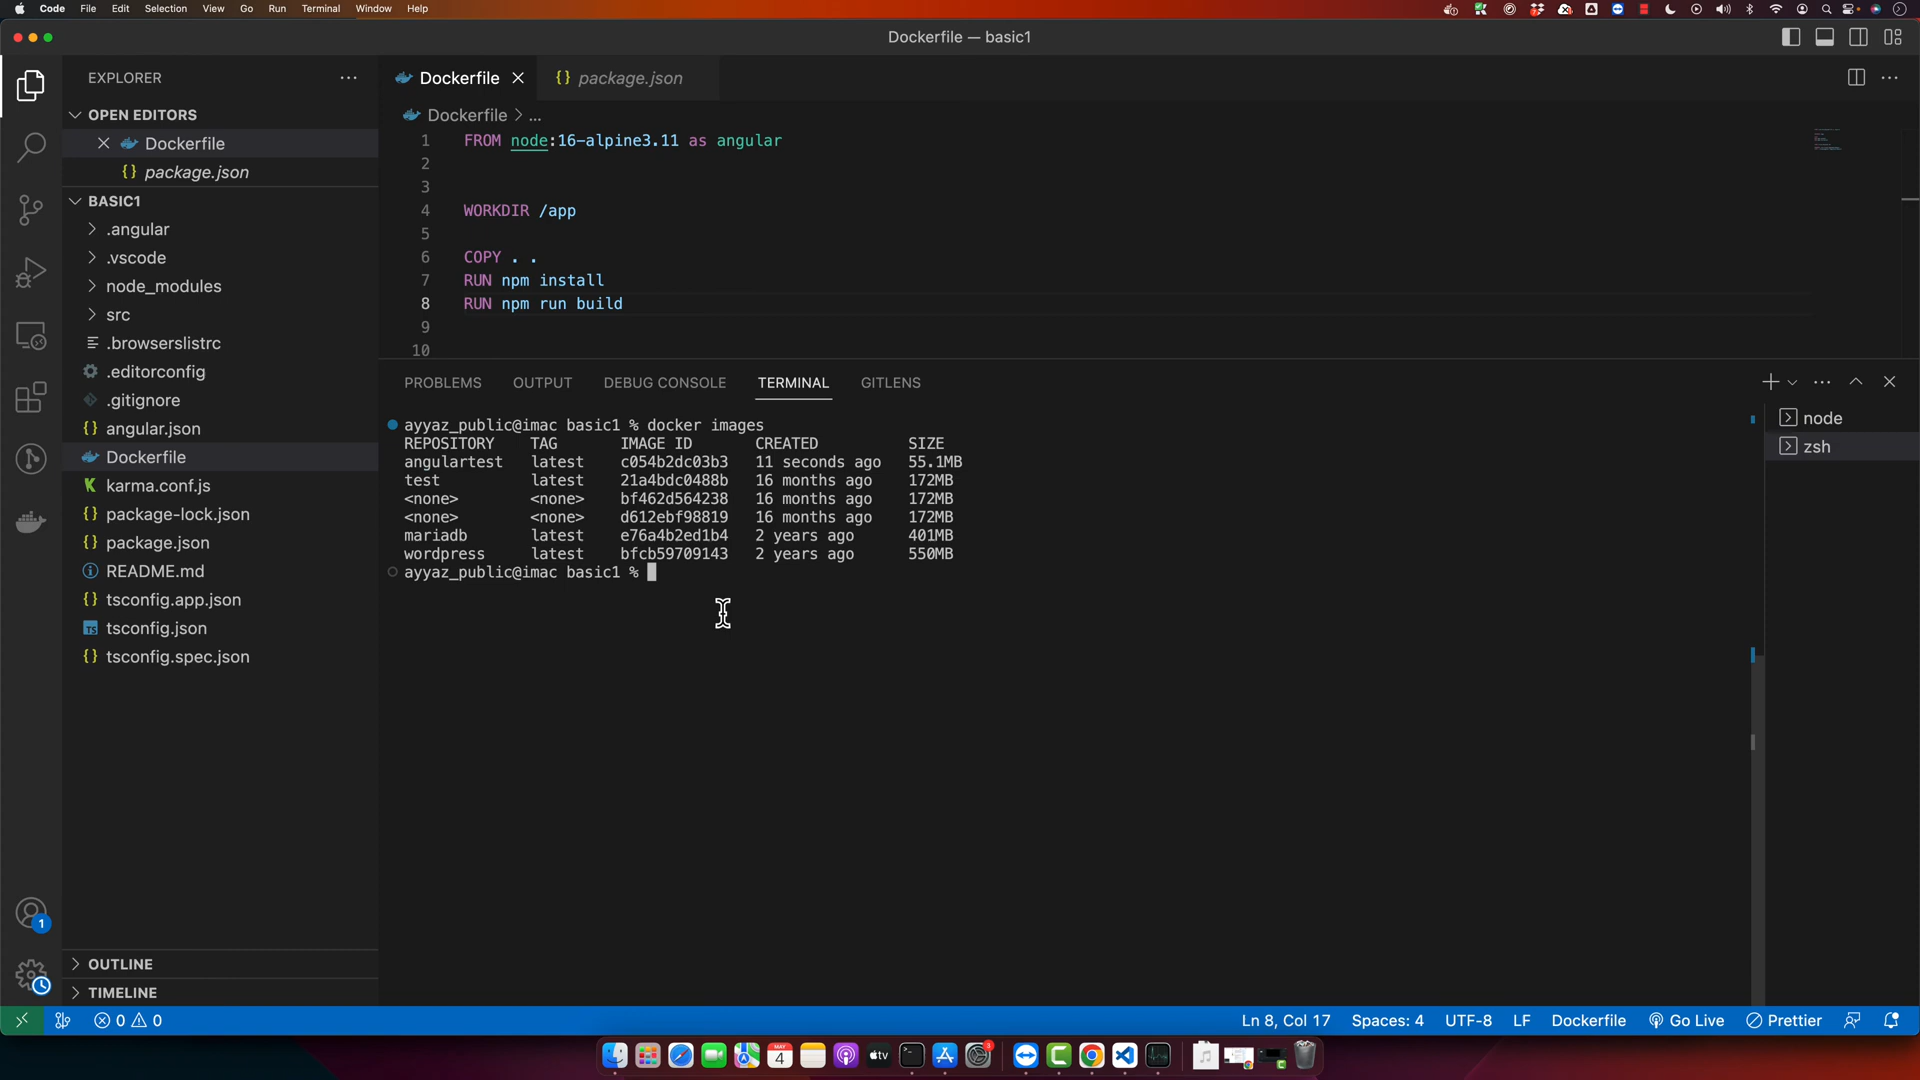 Code File Edit Selection View Go Run Terminal Window Help
Dockerfile — basic1
EXPLORER
OPEN EDITORS
Dockerfile
package.json
BASIC1
.angular
.vscode
node_modules
src
.browserslistrc
.editorconfig
.gitignore
angular.json
Dockerfile
karma.conf.js
package-lock.json
package.json
README.md
tsconfig.app.json
tsconfig.json
tsconfig.spec.json
OUTLINE
TIMELINE
Dockerfile package.json
Dockerfile > ...
1 FROM node:16-alpine3.11 as angular
2
3
4 WORKDIR /app
5
6 COPY . .
7 RUN npm install
8 RUN npm run build
9
10
PROBLEMS OUTPUT DEBUG CONSOLE TERMINAL GITLENS
ayyaz_public@imac basic1 % docker images
REPOSITORY TAG IMAGE ID CREATED SIZE
angulartest latest c054b2dc03b3 11 seconds ago 55.1MB
test latest 21a4bdc0488b 16 months ago 172MB
<none> <none> bf462d564238 16 months ago 172MB
<none> <none> d612ebf98819 16 months ago 172MB
mariadb latest e76a4b2ed1b4 2 years ago 401MB
wordpress latest bfcb59709143 2 years ago 550MB
ayyaz_public@imac basic1 %
node
zsh
1
0 0
Ln 8, Col 17 Spaces: 4 UTF-8 LF Dockerfile Go Live Prettier
MAY
4
tv
3